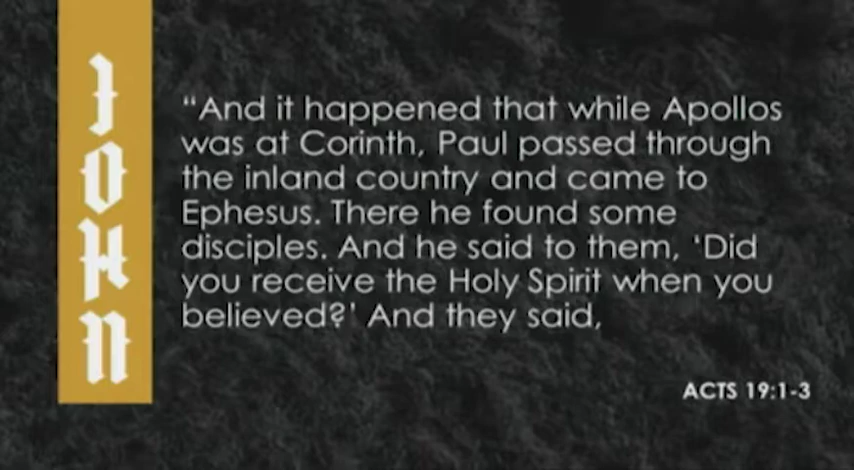 JOHN
“And it happened that while Apollos
was at Corinth, Paul passed through
the inland country and came to
Ephesus. There he found some
disciples. And he said to them, ‘Did
you receive the Holy Spirit when you
believed?’ And they said,
ACTS 19:1-3